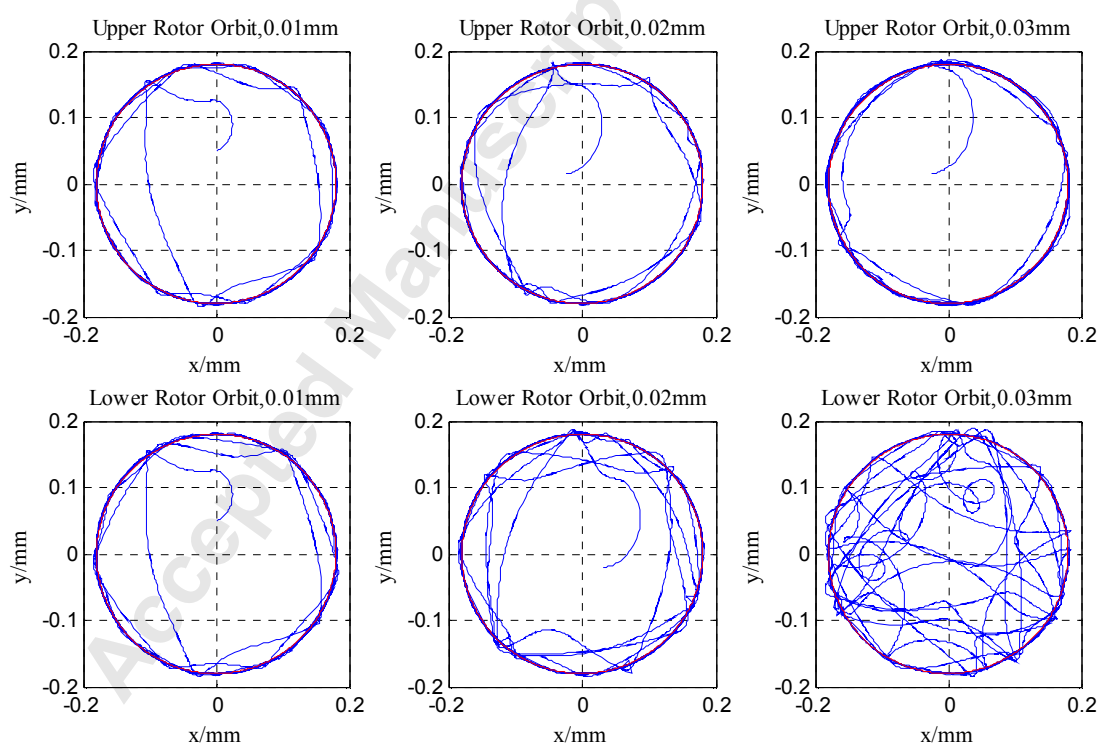 Upper Rotor Orbit,0.01mm
Upper Rotor Orbit,0.02mm
Upper Rotor Orbit,0.03mm
0.2
0.1
0
-0.1
-0.2
-0.2
0
0.2
y/mm
x/mm
0.2
0.1
0
-0.1
-0.2
-0.2
0
0.2
y/mm
x/mm
0.2
0.1
0
-0.1
-0.2
-0.2
0
0.2
y/mm
x/mm
Lower Rotor Orbit,0.01mm
Lower Rotor Orbit,0.02mm
Lower Rotor Orbit,0.03mm
0.2
0.1
0
-0.1
-0.2
-0.2
0
0.2
y/mm
x/mm
0.2
0.1
0
-0.1
-0.2
-0.2
0
0.2
y/mm
x/mm
0.2
0.1
0
-0.1
-0.2
-0.2
0
0.2
y/mm
x/mm
Accepted Manuscrip